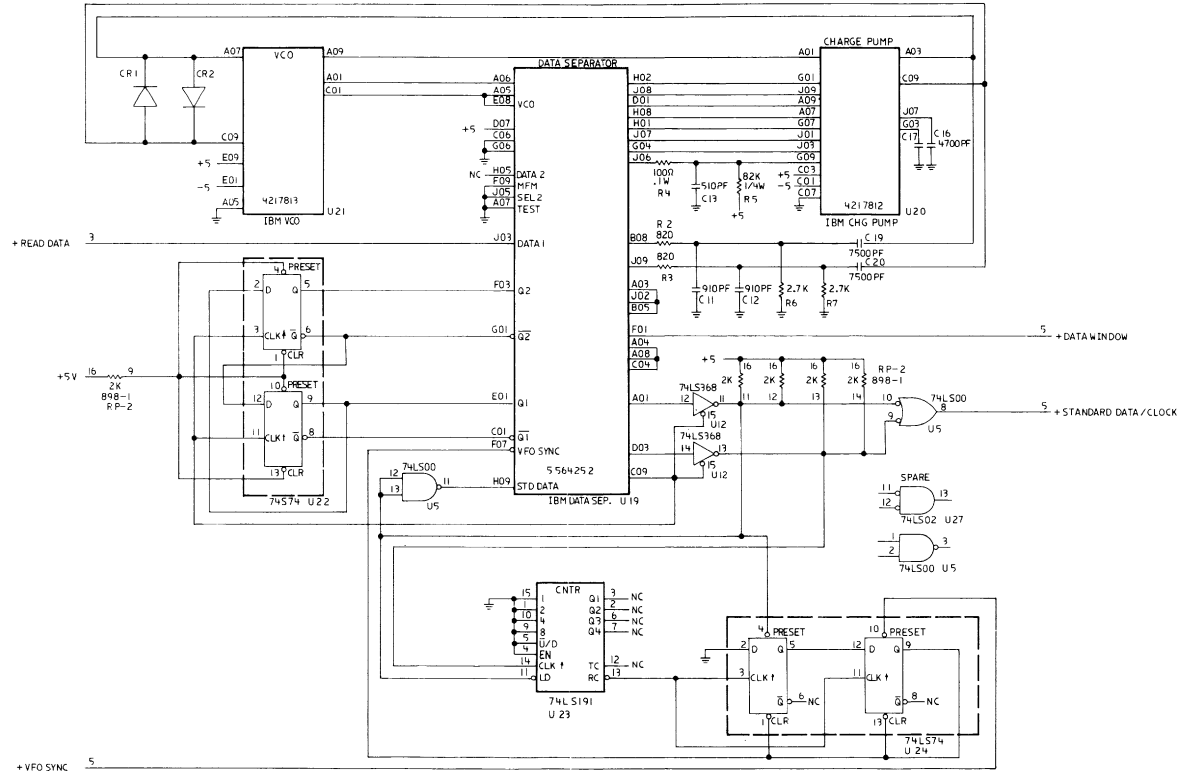 CHARGE PUMP
A07 VCO A09
A01 A03
CR1 CR2
DATA SEPARATOR
A01 A06 H02 G01 C09
C01 A05 J08 J09
E08 VCO D01 A09
H08 A07 J07
+5 D07 H01 G07 G03
C06 J07 J01 C17 C16
G06 G04 J03 4700PF
C09 J06 G09
+5 E09 100Ω 510PF 82K +5 C03
NC H05 DATA 2 .1W C13 1/4W -5 C01
F09 MFM R4 R5 C07
-5 E01 J05 SEL2 +5
A05 4217813 A07 TEST 4217812
U21 U20
IBM VCO IBM CHG PUMP
+ READ DATA 3 J03 DATA 1 B08 R2 C19
820 7500PF
J09 820 C20
R3 7500PF
4 PRESET
2 D Q 5 F03 Q2 A03 910PF 910PF 2.7K 2.7K
J02 C11 C12 R6 R7
B05
3 CLK↑ Q̅ 6 G01 Q̅2 F01 5 + DATA WINDOW
1 CLR A04
A08
C04
+5 16 16 16 16 RP-2
+5V 16 9 2K 2K 2K 2K 898-1
2K
898-1
RP-2
10 PRESET
12 D Q 9 E01 Q1 A01 12 74LS368 11 11 12 13 14 10 74LS00 8 5 + STANDARD DATA/CLOCK
15 U12 9 U5
11 CLK↑ Q̅ 8 C01 Q̅1 74LS368
F07 VFO SYNC D03 14 13
13 CLR 15 U12
74S74 U22 12 74LS00 11 H09 STD DATA 5564252 C09
13 U5 IBM DATA SEP. U19
SPARE
11 13
12
74LS02 U27
1 3
2
74LS00 U5
CNTR
15 1 Q1 3 NC
1 2 Q2 2 NC
10 4 Q3 6 NC
9 8 Q4 7 NC
5 U̅/D
4 EN
14 CLK↑ TC 12 NC
11 LD RC 13
74LS191
U 23
4 PRESET 10 PRESET
2 D Q 5 12 D Q 9
3 CLK↑ 11 CLK↑
Q̅ 6 NC Q̅ 8 NC
1 CLR 13 CLR
74LS74
U 24
+ VFO SYNC 5